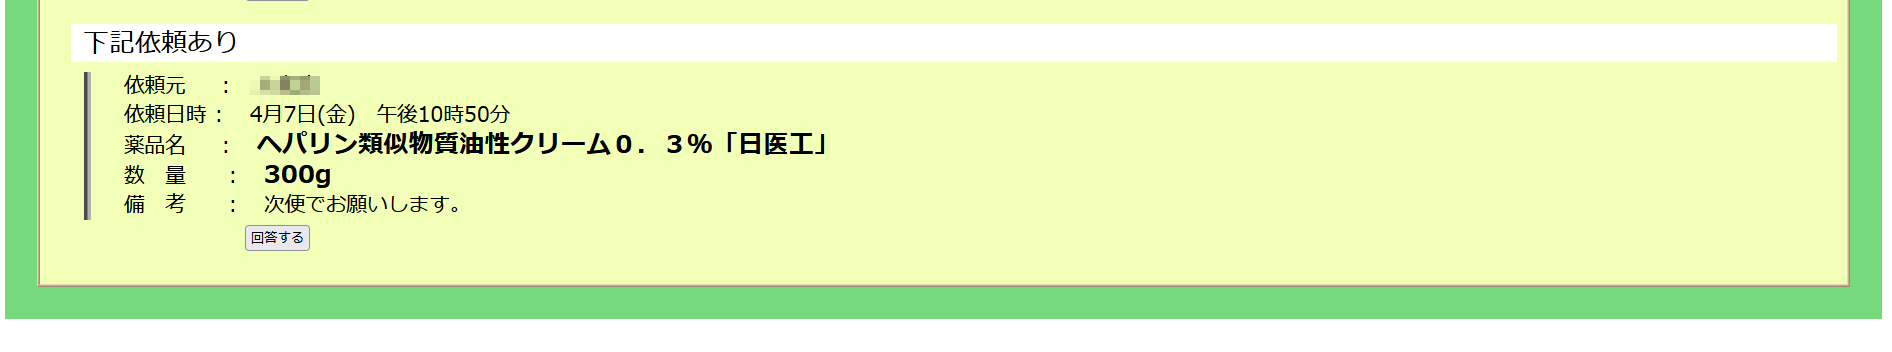 下記依頼あり
依頼元 :
依頼日時 : 4月7日(金) 午後10時50分
薬品名 : ヘパリン類似物質油性クリーム０．３％「日医工」
数 量 : 300g
備 考 : 次便でお願いします。
回答する